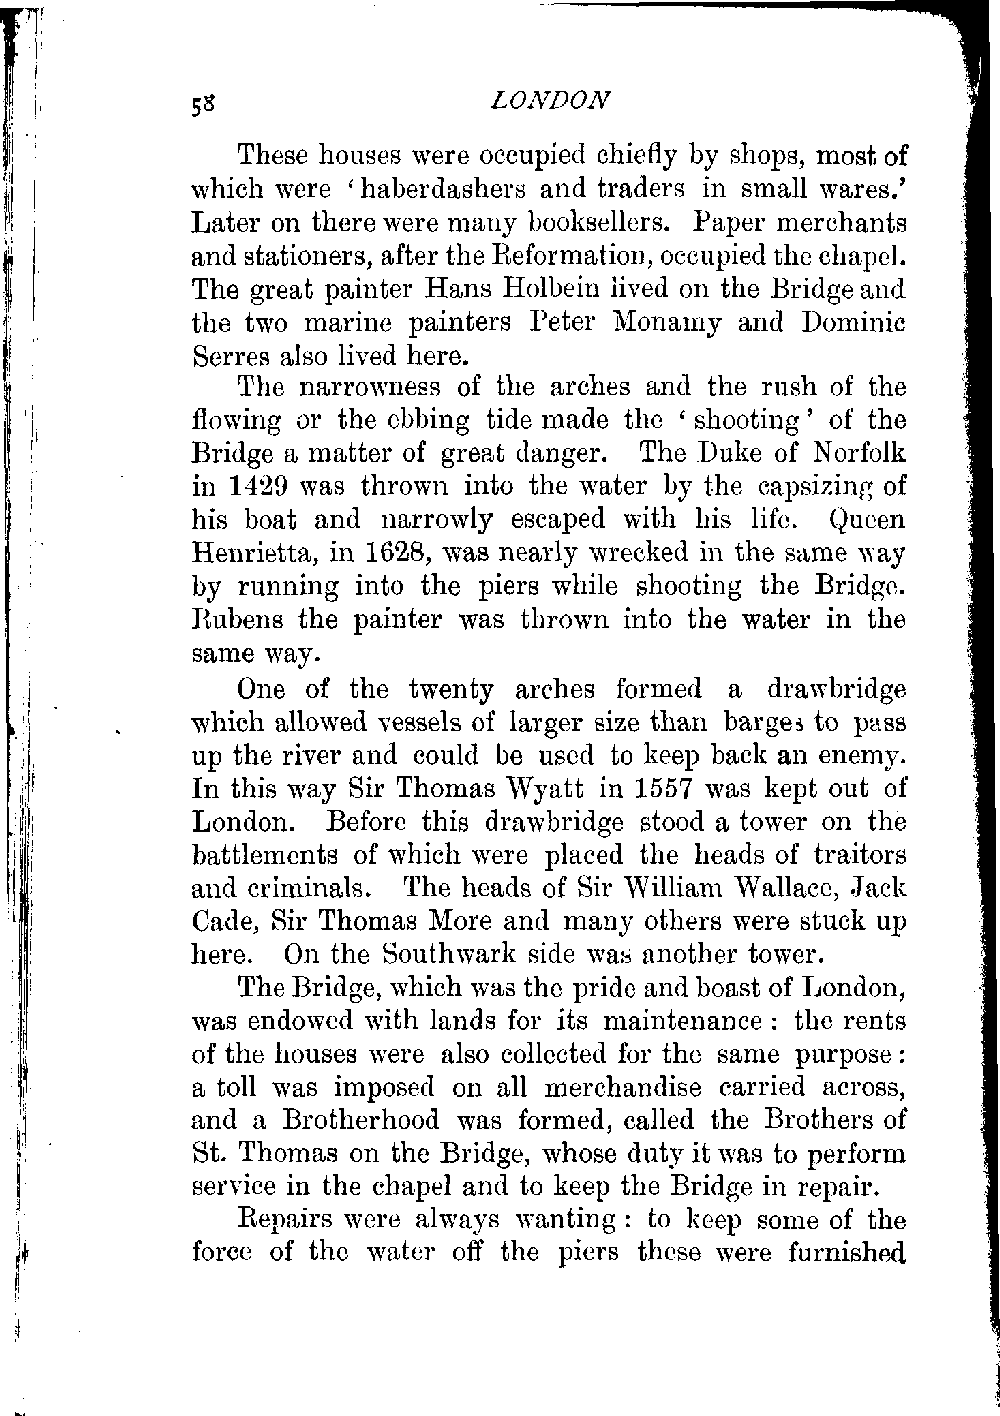 58 LONDON
These houses were occupied chiefly by shops, most of
which were ‘haberdashers and traders in small wares.’
Later on there were many booksellers. Paper merchants
and stationers, after the Reformation, occupied the chapel.
The great painter Hans Holbein lived on the Bridge and
the two marine painters Peter Monamy and Dominic
Serres also lived here.
The narrowness of the arches and the rush of the
flowing or the ebbing tide made the ‘shooting’ of the
Bridge a matter of great danger. The Duke of Norfolk
in 1429 was thrown into the water by the capsizing of
his boat and narrowly escaped with his life. Queen
Henrietta, in 1628, was nearly wrecked in the same way
by running into the piers while shooting the Bridge.
Rubens the painter was thrown into the water in the
same way.
One of the twenty arches formed a drawbridge
which allowed vessels of larger size than barges to pass
up the river and could be used to keep back an enemy.
In this way Sir Thomas Wyatt in 1557 was kept out of
London. Before this drawbridge stood a tower on the
battlements of which were placed the heads of traitors
and criminals. The heads of Sir William Wallace, Jack
Cade, Sir Thomas More and many others were stuck up
here. On the Southwark side was another tower.
The Bridge, which was the pride and boast of London,
was endowed with lands for its maintenance: the rents
of the houses were also collected for the same purpose:
a toll was imposed on all merchandise carried across,
and a Brotherhood was formed, called the Brothers of
St. Thomas on the Bridge, whose duty it was to perform
service in the chapel and to keep the Bridge in repair.
Repairs were always wanting: to keep some of the
force of the water off the piers these were furnished